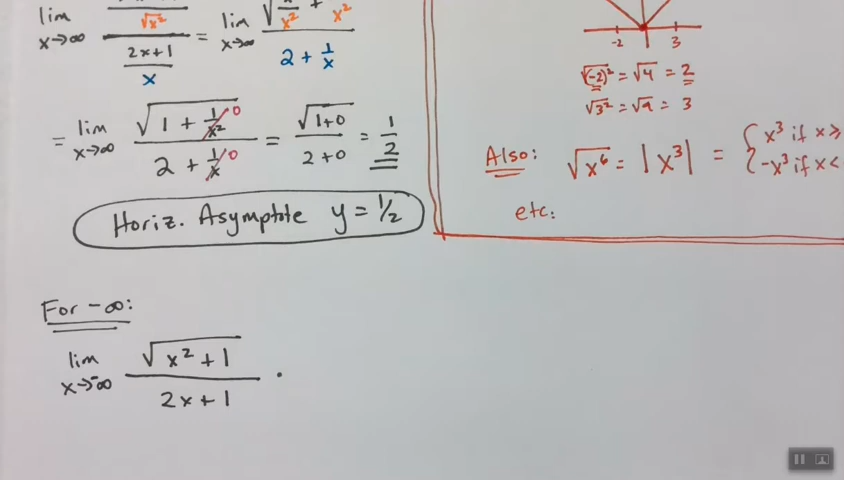 lim x→∞ (√x²) / ((2x+1)/x) = lim x→∞ √( /x² + /x²) / (2 + 1/x)
= lim x→∞ √(1 + 1/x²) / (2 + 1/x) = √(1+0) / (2+0) = 1/2
0
0
Horiz. Asymptote y = 1/2
For -∞:
lim x→-∞ √(x² + 1) / (2x + 1) ·
-2 3
√(-2)² = √4 = 2
√3² = √9 = 3
Also: √x⁶ = |x³| = { x³ if x ≥
-x³ if x <
etc.